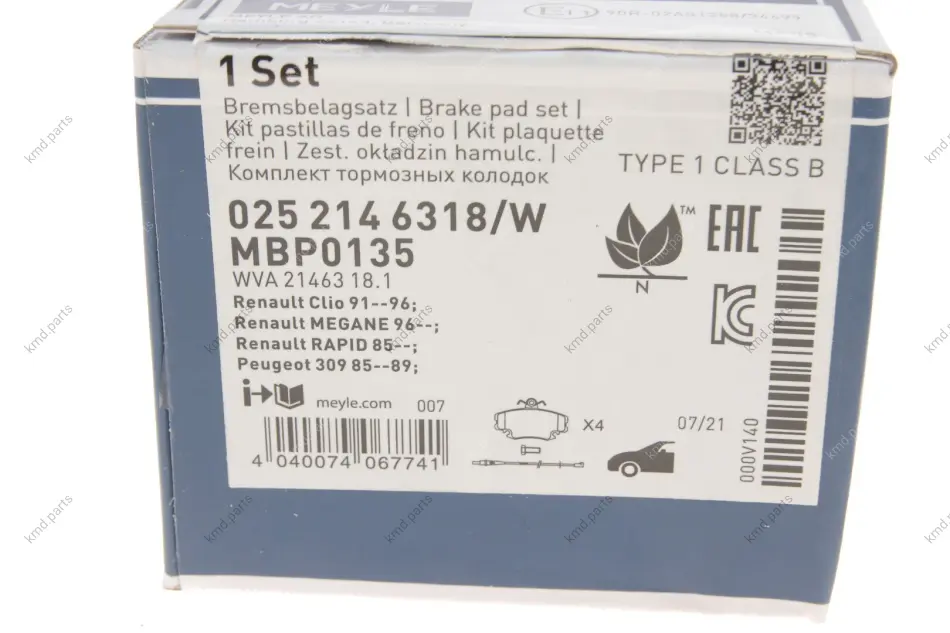 MEYLE
E1
1 Set
Bremsbelagsatz | Brake pad set |
Kit pastillas de freno | Kit plaquette
frein | Zest. okładzin hamulc. |
Комплект тормозных колодок
TYPE 1 CLASS B
025 214 6318/W
MBP0135
WVA 21463 18.1
Renault Clio 91--96;
Renault MEGANE 96--;
Renault RAPID 85--;
Peugeot 309 85--89;
TM
N
EAC
meyle.com 007
4 040074 067741
X4
07/21
000V140
kmd.parts